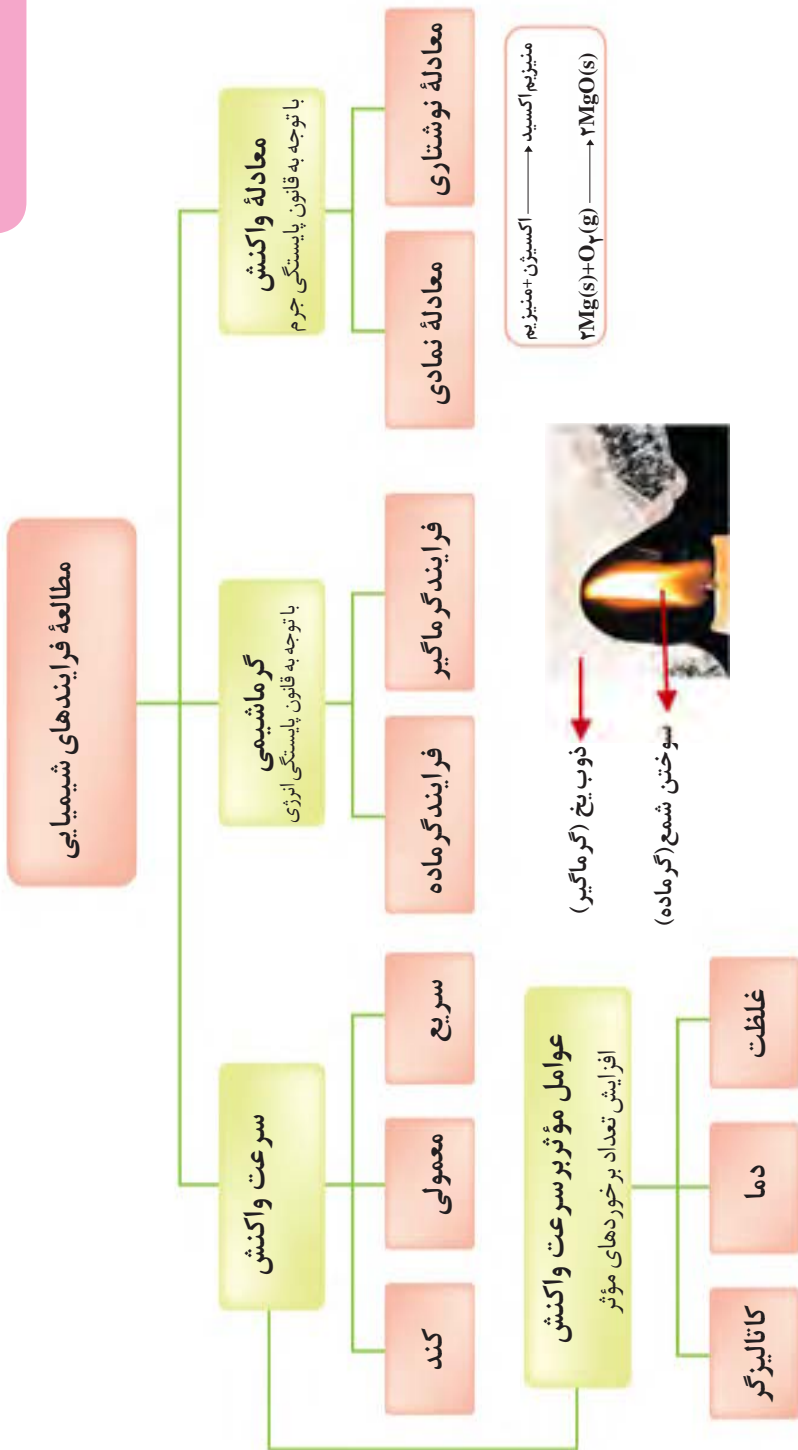 مطالعهٔ فرایندهای شیمیایی
معادلهٔ واکنش
با توجه به قانون پایستگی جرم
معادلهٔ نوشتاری
معادلهٔ نمادی
منیزیم اکسید ⟵ اکسیژن + منیزیم
۲Mg(s)+O۲(g) ⟶ ۲MgO(s)
گرماشیمی
با توجه به قانون پایستگی انرژی
فرایند گرماگیر
فرایند گرماده
ذوب یخ (گرماگیر)
سوختن شمع (گرماده)
سرعت واکنش
سریع
معمولی
کند
عوامل مؤثر بر سرعت واکنش
افزایش تعداد برخوردهای مؤثر
غلظت
دما
کاتالیزگر